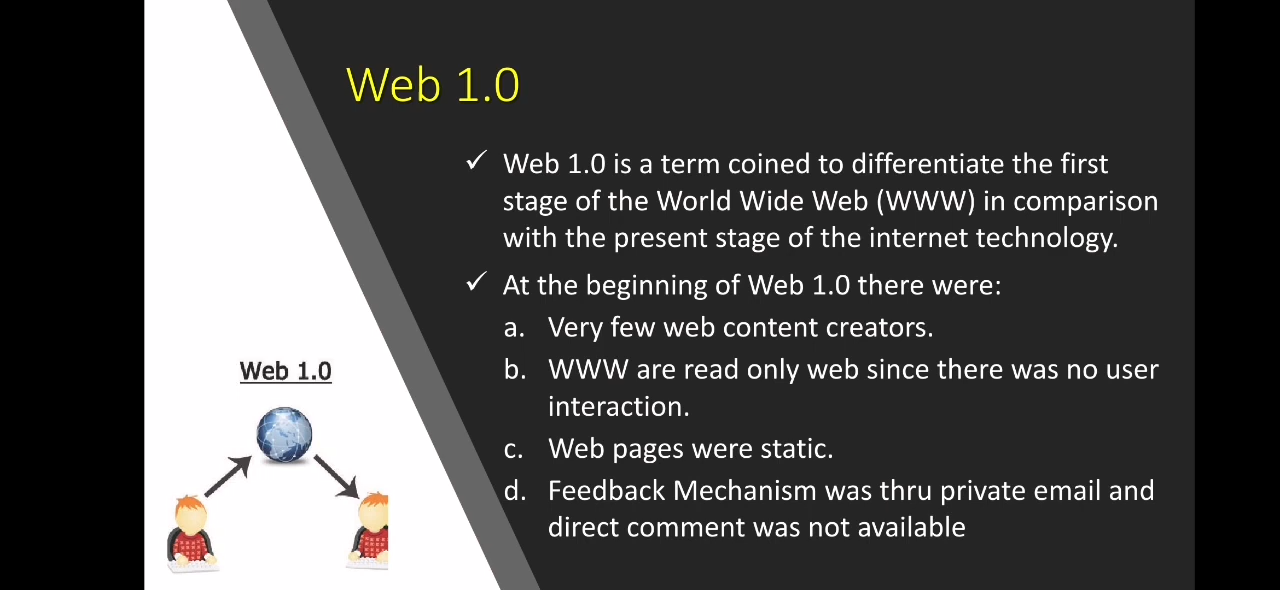 Web 1.0
✓ Web 1.0 is a term coined to differentiate the first
stage of the World Wide Web (WWW) in comparison
with the present stage of the internet technology.
✓ At the beginning of Web 1.0 there were:
a. Very few web content creators.
b. WWW are read only web since there was no user
interaction.
c. Web pages were static.
d. Feedback Mechanism was thru private email and
direct comment was not available
Web 1.0